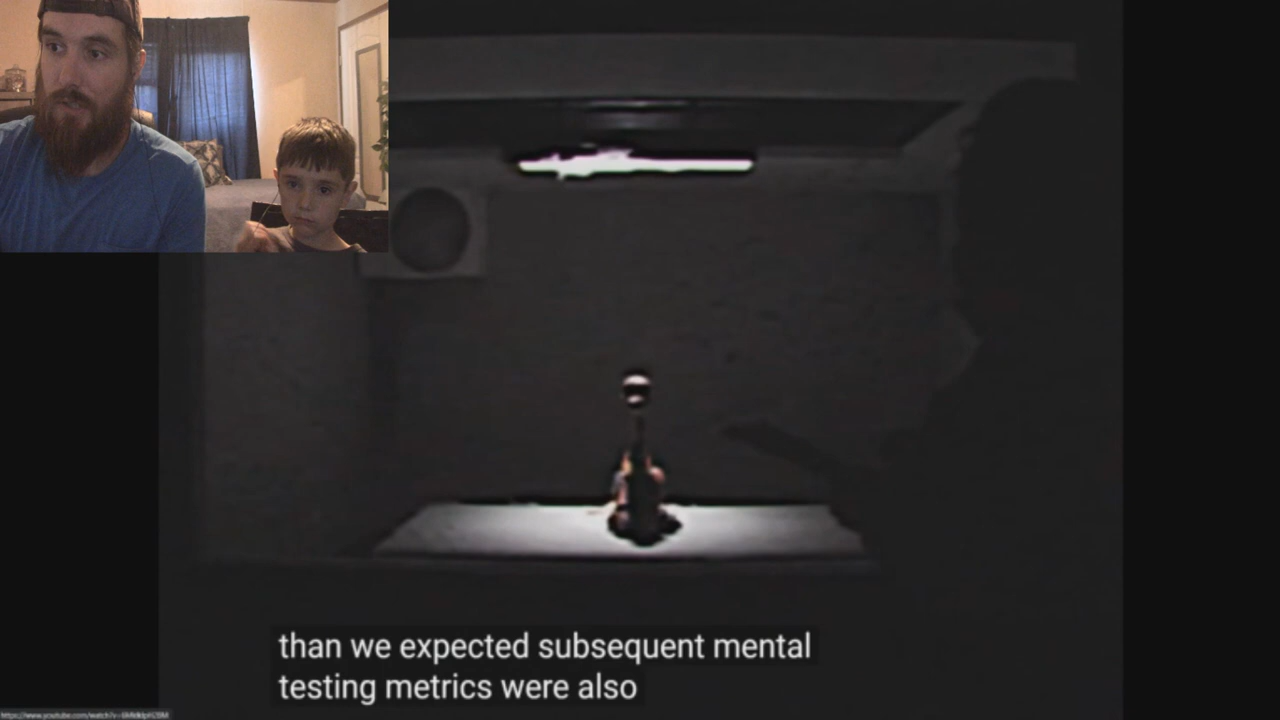 than we expected subsequent mental
testing metrics were also